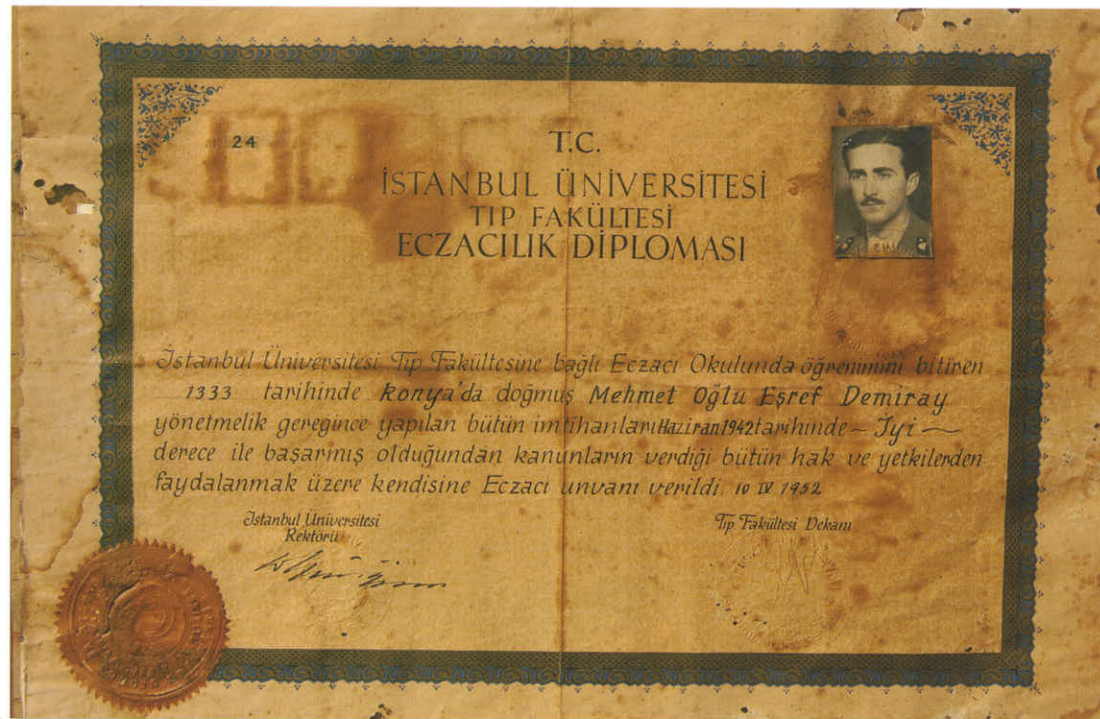 24
T.C.
İSTANBUL ÜNİVERSİTESİ
TIP FAKÜLTESİ
ECZACILIK DİPLOMASI
İstanbul Üniversitesi Tıp Fakültesine bağlı Eczacı Okulunda öğrenimini bitiren
1333 tarihinde Konya'da doğmuş Mehmet Oğlu Eşref Demiray
yönetmelik gereğince yapılan bütün imtihanları Haziran 1942 tarihinde – İyi –
derece ile başarmış olduğundan kanunların verdiği bütün hak ve yetkilerden
faydalanmak üzere kendisine Eczacı unvanı verildi. 10 IV 1952
İstanbul Üniversitesi
Rektörü
Tıp Fakültesi Dekanı